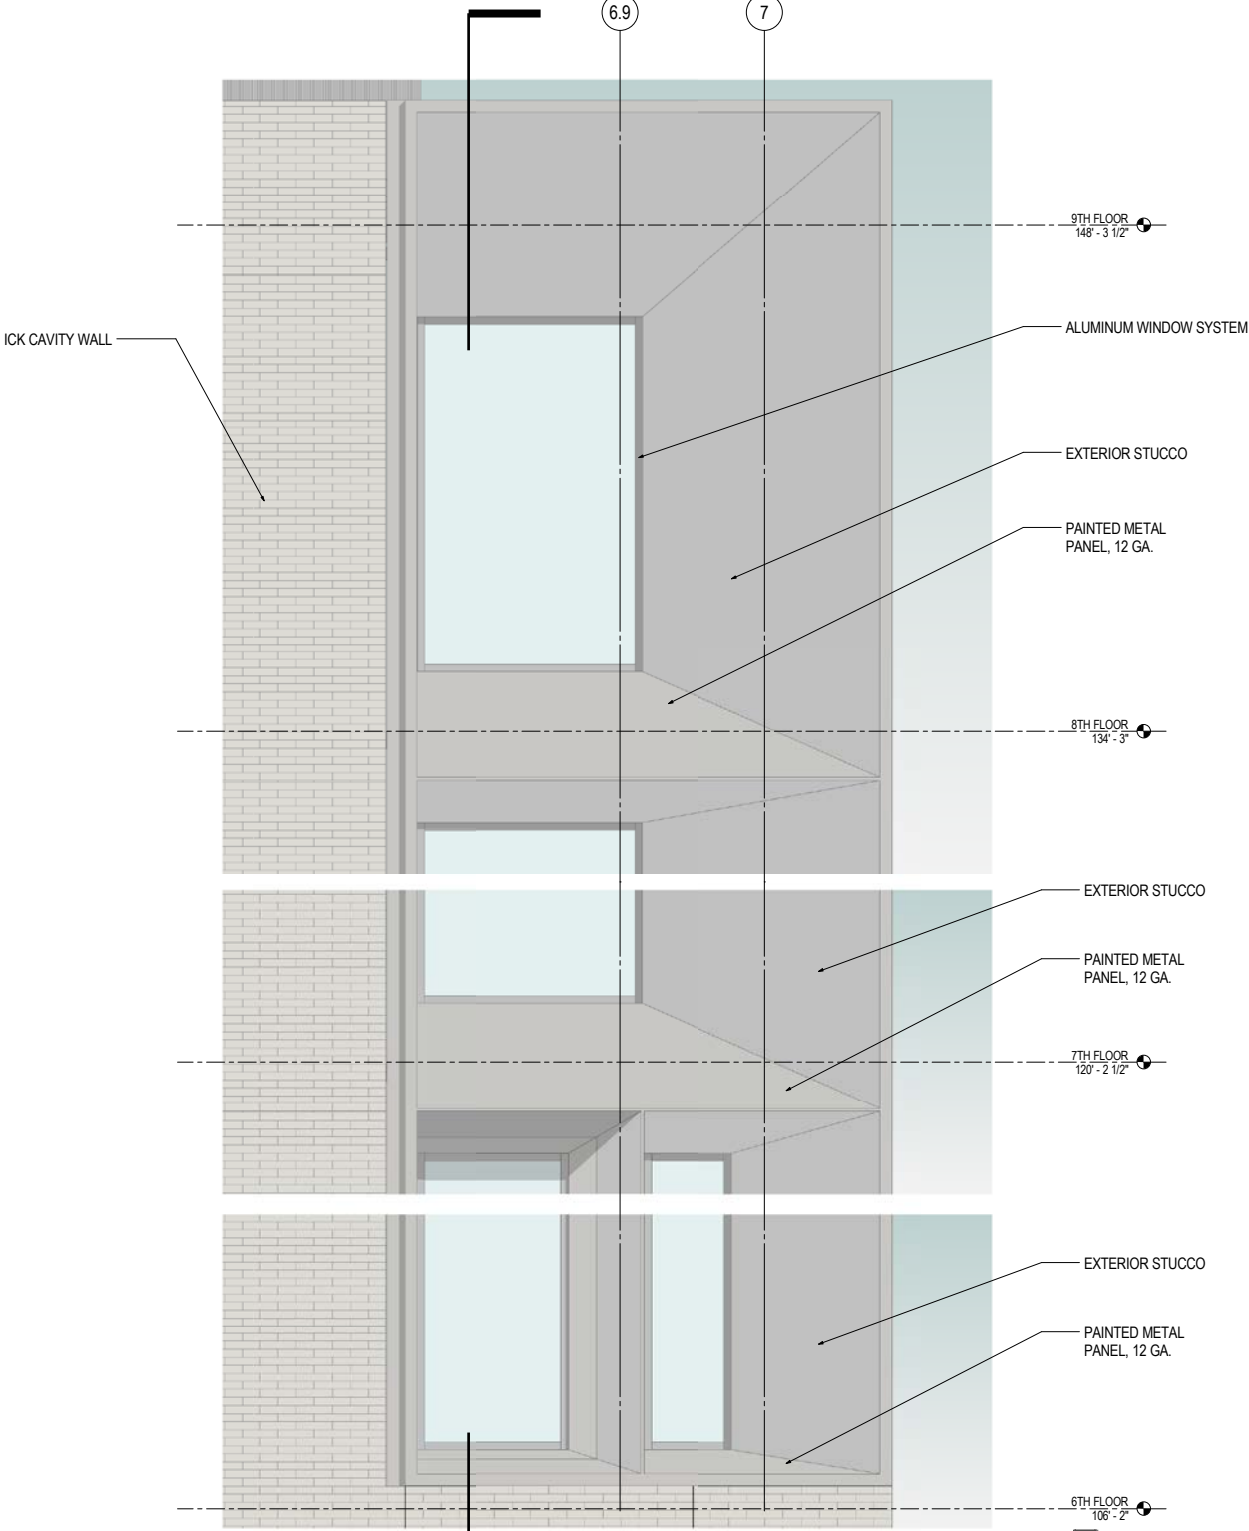 6.9
7
9TH FLOOR
148' - 3 1/2"
ALUMINUM WINDOW SYSTEM
ICK CAVITY WALL
EXTERIOR STUCCO
PAINTED METAL
PANEL, 12 GA.
8TH FLOOR
134' - 3"
EXTERIOR STUCCO
PAINTED METAL
PANEL, 12 GA.
7TH FLOOR
120' - 2 1/2"
EXTERIOR STUCCO
PAINTED METAL
PANEL, 12 GA.
6TH FLOOR
106' - 2"